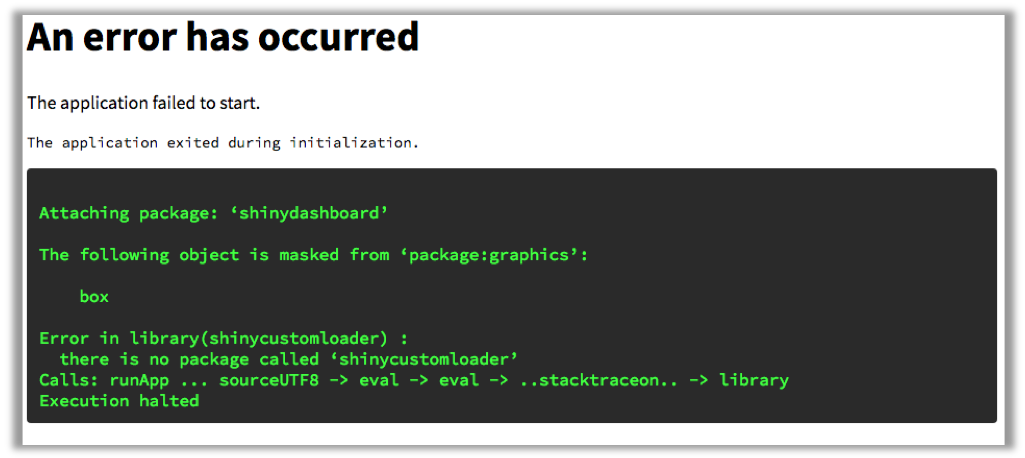 An error has occurred
The application failed to start.
The application exited during initialization.
Attaching package: ‘shinydashboard’
The following object is masked from ‘package:graphics’:
box
Error in library(shinycustomloader) :
there is no package called ‘shinycustomloader’
Calls: runApp ... sourceUTF8 -> eval -> eval -> ..stacktraceon.. -> library
Execution halted